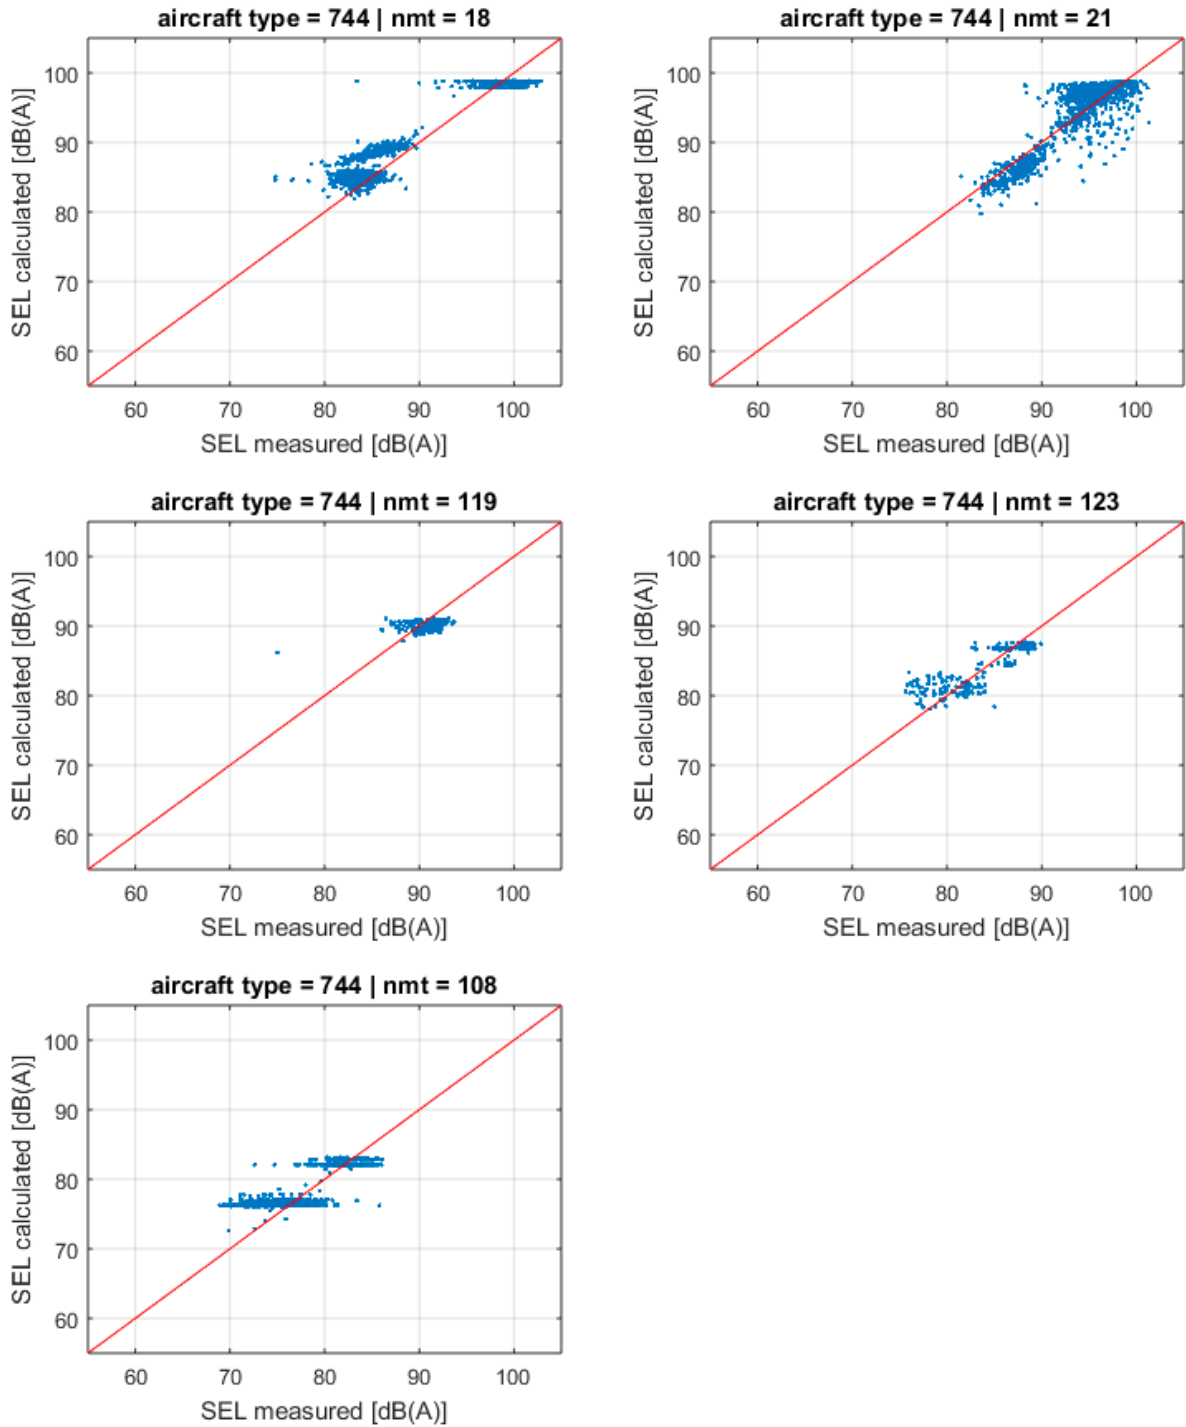 aircraft type = 744 | nmt = 18
100
90
80
70
60
SEL calculated [dB(A)]
60 70 80 90 100
SEL measured [dB(A)]
aircraft type = 744 | nmt = 21
100
90
80
70
60
SEL calculated [dB(A)]
60 70 80 90 100
SEL measured [dB(A)]
aircraft type = 744 | nmt = 119
100
90
80
70
60
SEL calculated [dB(A)]
60 70 80 90 100
SEL measured [dB(A)]
aircraft type = 744 | nmt = 123
100
90
80
70
60
SEL calculated [dB(A)]
60 70 80 90 100
SEL measured [dB(A)]
aircraft type = 744 | nmt = 108
100
90
80
70
60
SEL calculated [dB(A)]
60 70 80 90 100
SEL measured [dB(A)]